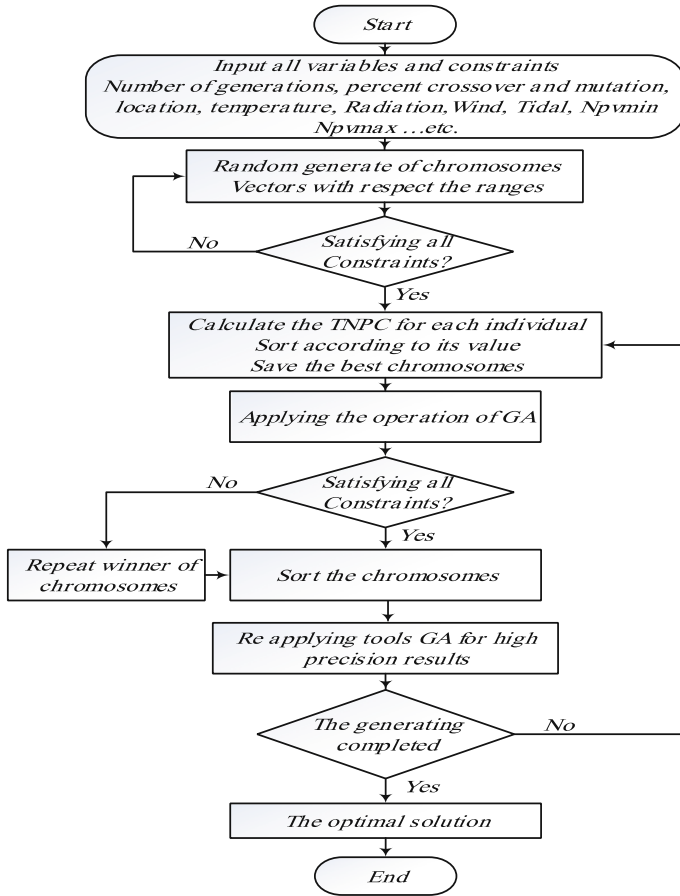 Start
Input all variables and constraints
Number of generations, percent crossover and mutation,
location, temperature, Radiation, Wind, Tidal, Npvmin
Npvmax ...etc.
Random generate of chromosomes
Vectors with respect the ranges
No
Satisfying all
Constraints?
Yes
Calculate the TNPC for each individual
Sort according to its value
Save the best chromosomes
Applying the operation of GA
No
Satisfying all
Constraints?
Yes
Repeat winner of
chromosomes
Sort the chromosomes
Re applying tools GA for high
precision results
The generating
completed
No
Yes
The optimal solution
End